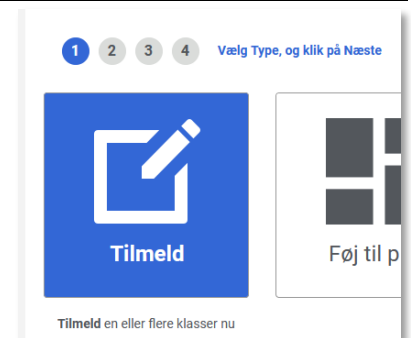 1 2 3 4 Vælg Type, og klik på Næste
Tilmeld
Føj til p
Tilmeld en eller flere klasser nu